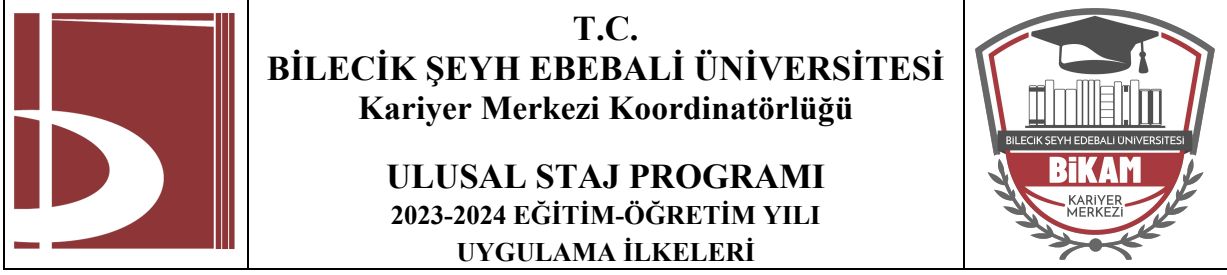 T.C.
BİLECİK ŞEYH EBEBALİ ÜNİVERSİTESİ
Kariyer Merkezi Koordinatörlüğü
ULUSAL STAJ PROGRAMI
2023-2024 EĞİTİM-ÖĞRETİM YILI
UYGULAMA İLKELERİ
BİLECİK ŞEYH EDEBALİ ÜNİVERSİTESİ
BİKAM
KARİYER
MERKEZİ